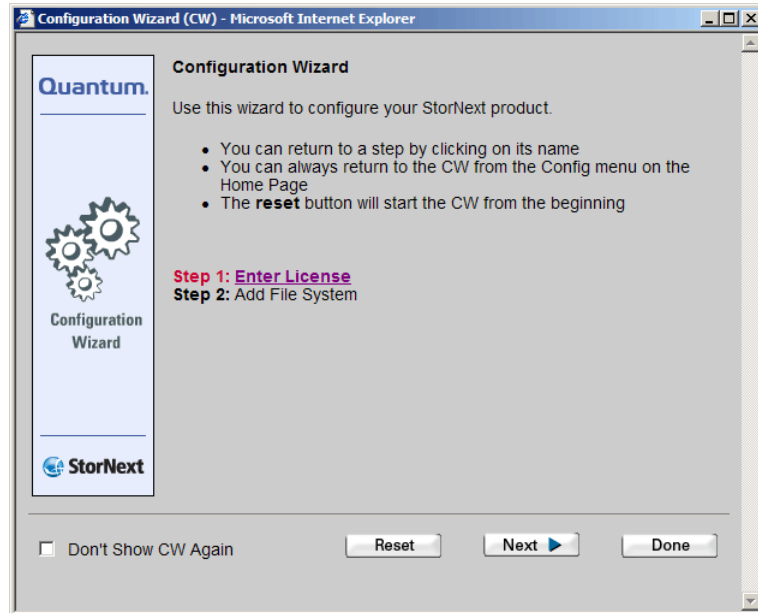 Configuration Wizard (CW) - Microsoft Internet Explorer
Quantum.
Configuration
Wizard
StorNext
Configuration Wizard
Use this wizard to configure your StorNext product.
• You can return to a step by clicking on its name
• You can always return to the CW from the Config menu on the
Home Page
• The reset button will start the CW from the beginning
Step 1: Enter License
Step 2: Add File System
Don't Show CW Again
Reset
Next
Done